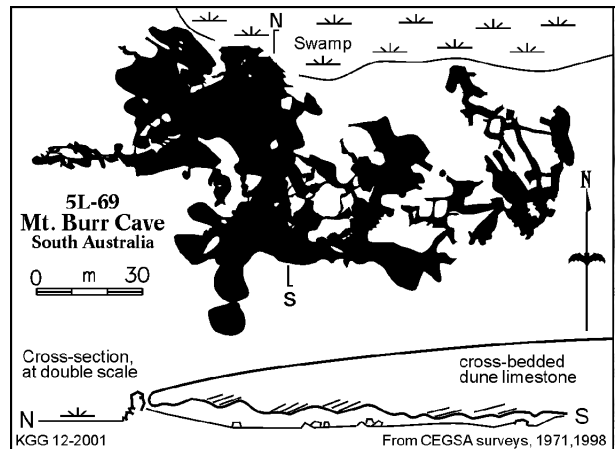 N
Swamp
5L-69
Mt. Burr Cave
South Australia
0 m 30
N
S
Cross-section,
at double scale
cross-bedded
dune limestone
N
S
KGG 12-2001
From CEGSA surveys, 1971,1998